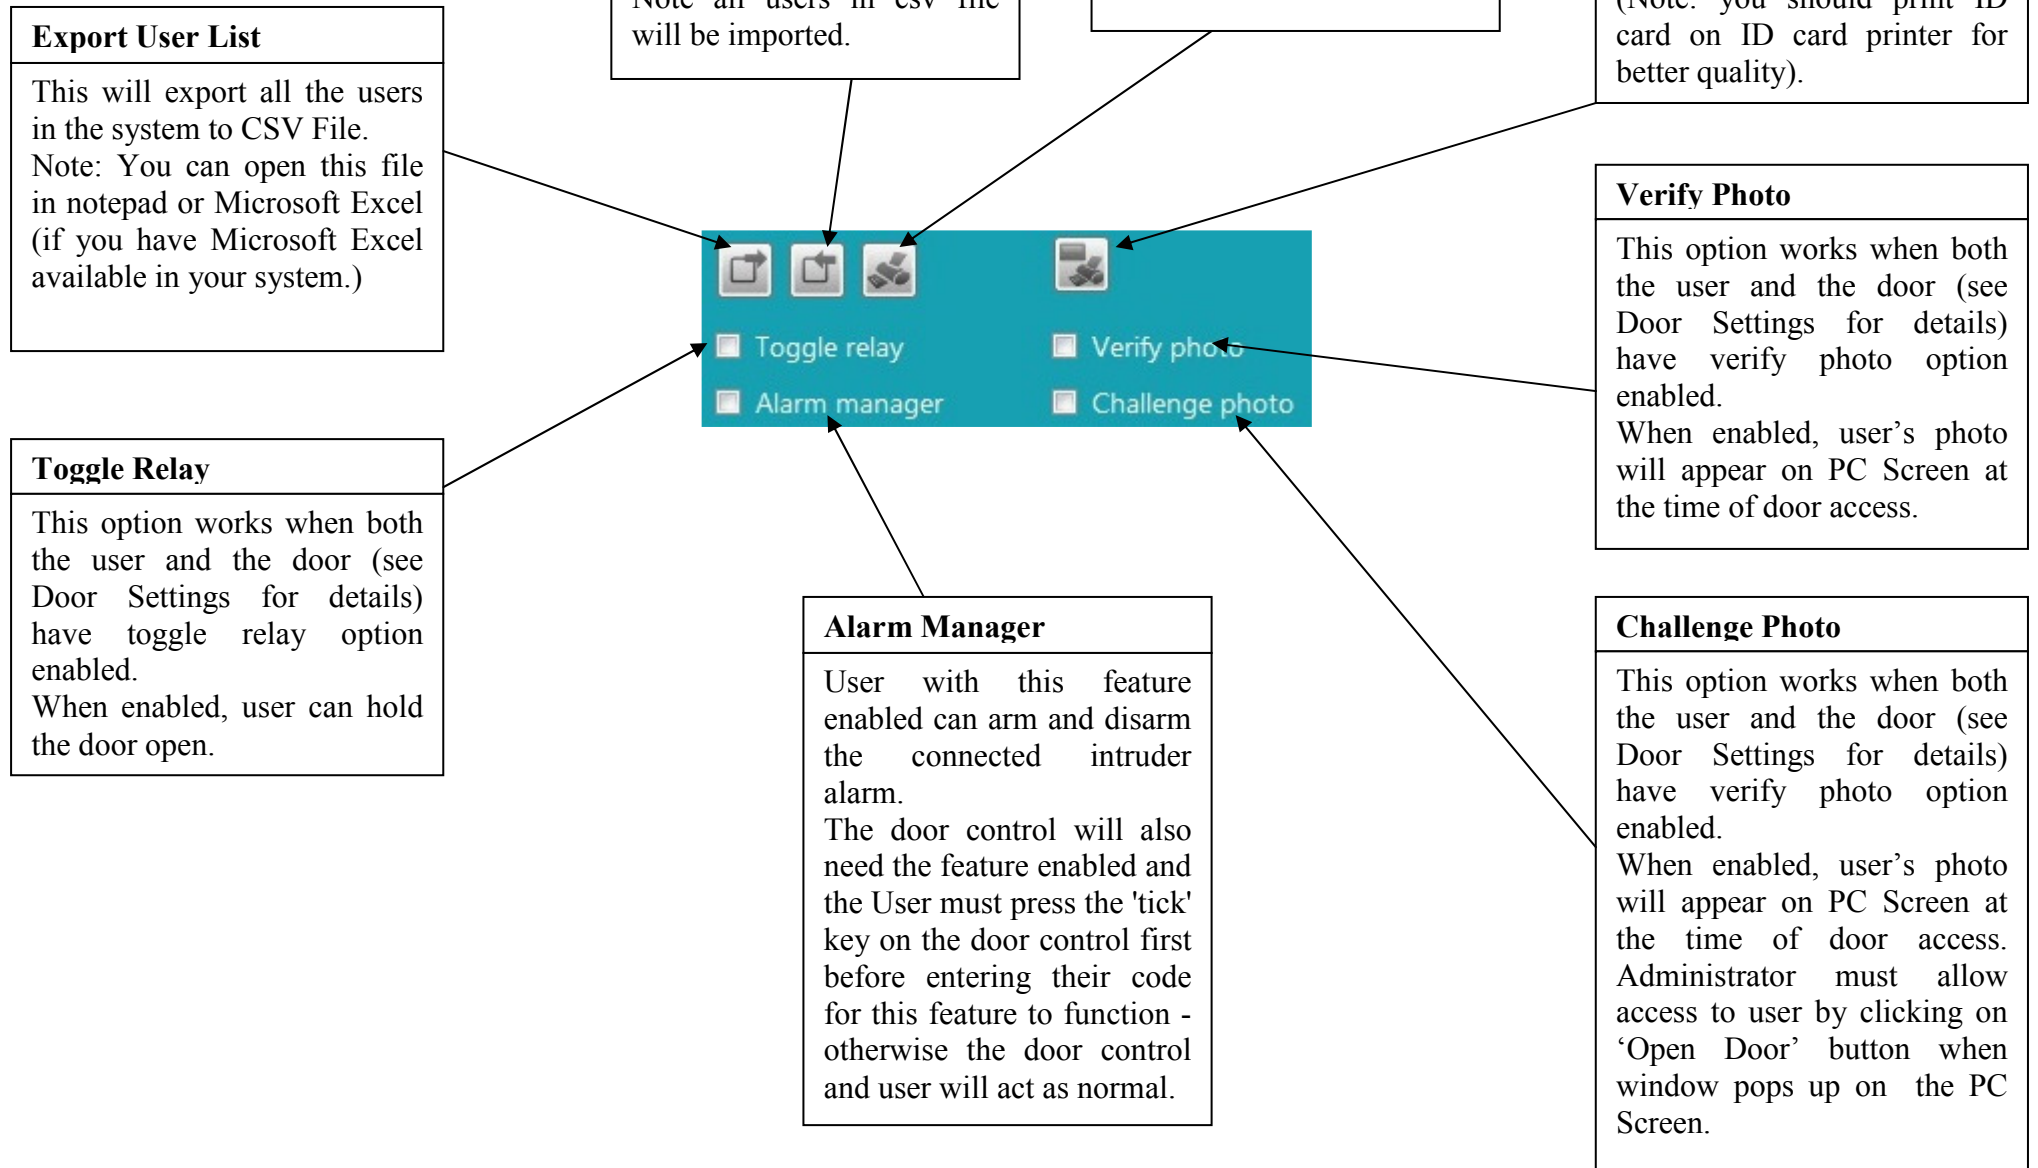 Note all users in csv file
will be imported.
(Note: you should print ID
card on ID card printer for
better quality).
Export User List
This will export all the users
in the system to CSV File.
Note: You can open this file
in notepad or Microsoft Excel
(if you have Microsoft Excel
available in your system.)
Verify Photo
This option works when both
the user and the door (see
Door Settings for details)
have verify photo option
enabled.
When enabled, user’s photo
will appear on PC Screen at
the time of door access.
Toggle relay
Verify photo
Alarm manager
Challenge photo
Toggle Relay
This option works when both
the user and the door (see
Door Settings for details)
have toggle relay option
enabled.
When enabled, user can hold
the door open.
Alarm Manager
User with this feature
enabled can arm and disarm
the connected intruder
alarm.
The door control will also
need the feature enabled and
the User must press the 'tick'
key on the door control first
before entering their code
for this feature to function -
otherwise the door control
and user will act as normal.
Challenge Photo
This option works when both
the user and the door (see
Door Settings for details)
have verify photo option
enabled.
When enabled, user’s photo
will appear on PC Screen at
the time of door access.
Administrator must allow
access to user by clicking on
‘Open Door’ button when
window pops up on the PC
Screen.